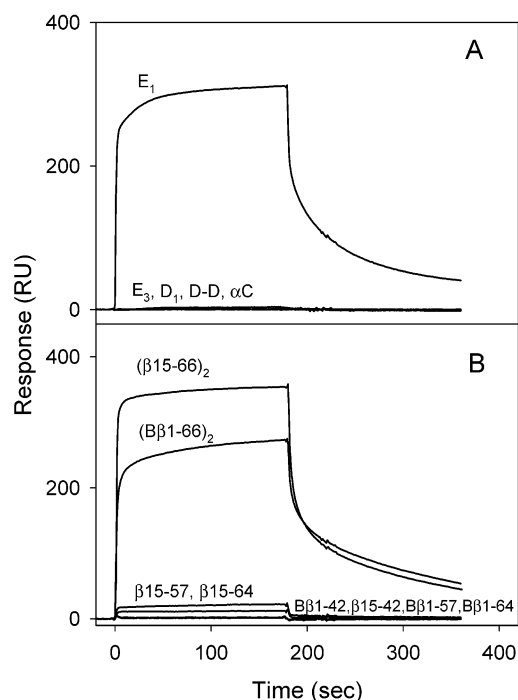 400
A
E₁
200
E₃, D₁, D-D, αC
0
Response (RU)
400
B
(β15-66)₂
(Bβ1-66)₂
200
β15-57, β15-64
Bβ1-42,β15-42,Bβ1-57,Bβ1-64
0
0 100 200 300 400
Time (sec)